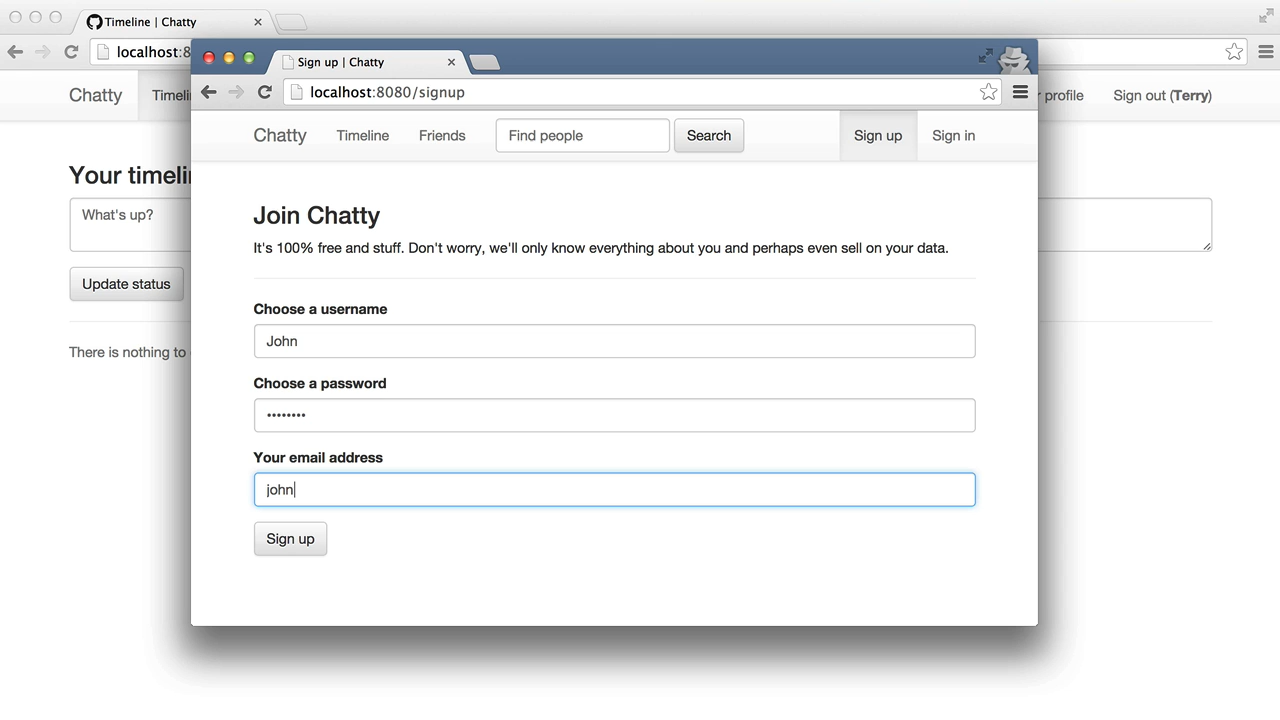 Timeline | Chatty
localhost:8
Chatty
Timeli
profile
Sign out (Terry)
Your timeli
What's up?
Update status
There is nothing to
Sign up | Chatty
localhost:8080/signup
Chatty
Timeline
Friends
Find people
Search
Sign up
Sign in
Join Chatty
It's 100% free and stuff. Don't worry, we'll only know everything about you and perhaps even sell on your data.
Choose a username
John
Choose a password
••••••••
Your email address
john
Sign up